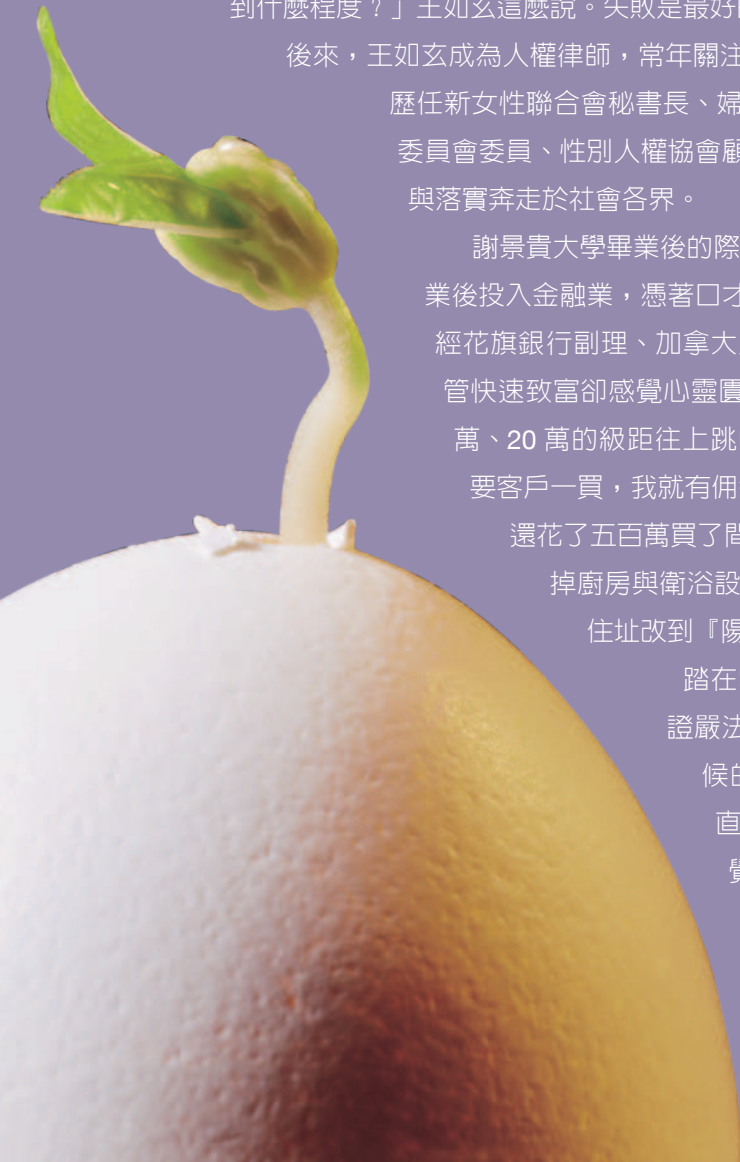 到什麼程度？」王如玄這麼說。失敗是最好
後來，王如玄成為人權律師，常年關注
歷任新女性聯合會秘書長、婦
委員會委員、性別人權協會顧
與落實奔走於社會各界。
謝景貴大學畢業後的際
業後投入金融業，憑著口才
經花旗銀行副理、加拿大
管快速致富卻感覺心靈匱
萬、20 萬的級距往上跳
要客戶一買，我就有佣
還花了五百萬買了間
掉廚房與衛浴設
住址改到『陽
踏在
證嚴法
候的
直
覺